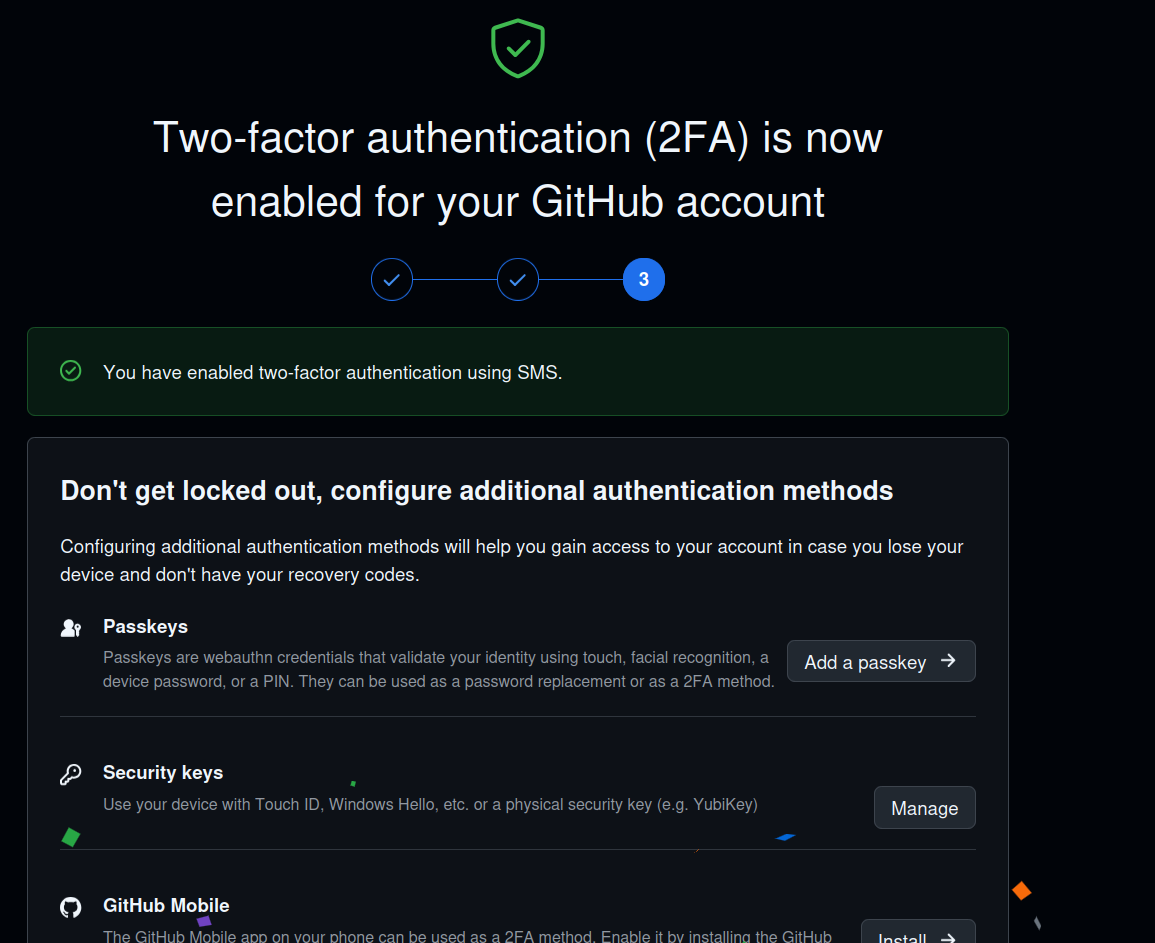 Two-factor authentication (2FA) is now
enabled for your GitHub account
3
You have enabled two-factor authentication using SMS.
Don't get locked out, configure additional authentication methods
Configuring additional authentication methods will help you gain access to your account in case you lose your
device and don't have your recovery codes.
Passkeys
Passkeys are webauthn credentials that validate your identity using touch, facial recognition, a
device password, or a PIN. They can be used as a password replacement or as a 2FA method.
Add a passkey
Security keys
Use your device with Touch ID, Windows Hello, etc. or a physical security key (e.g. YubiKey)
Manage
GitHub Mobile
The GitHub Mobile app on your phone can be used as a 2FA method. Enable it by installing the GitHub
Install